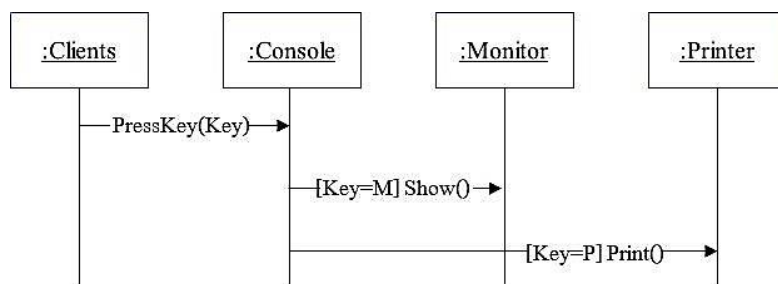 :Clients
:Console
:Monitor
:Printer
PressKey(Key)
[Key=M] Show()
[Key=P] Print()